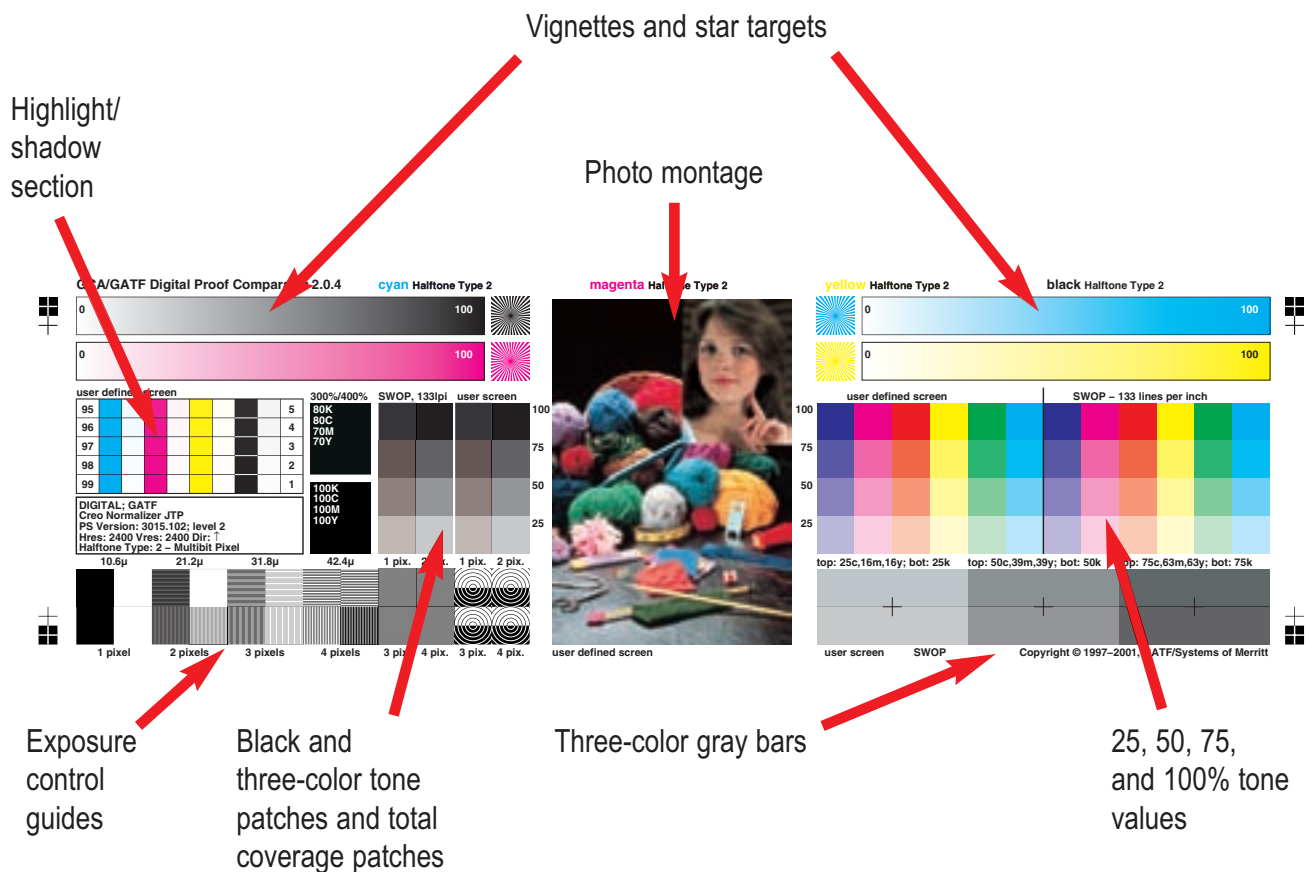 Vignettes and star targets
Highlight/
shadow
section
Photo montage
GCA/GATF Digital Proof Comparator 2.0.4
cyan Halftone Type 2
magenta Halftone Type 2
yellow Halftone Type 2
black Halftone Type 2
0 100
0 100
0 100
0 100
user defined screen
95 5
96 4
97 3
98 2
99 1
300%/400%
80K
80C
70M
70Y
100K
100C
100M
100Y
SWOP, 133lpi user screen
100
75
50
25
DIGITAL; GATF
Creo Normalizer JTP
PS Version: 3015.102; level 2
Hres: 2400 Vres: 2400 Dir: ↑
Halftone Type: 2 – Multibit Pixel
10.6µ 21.2µ 31.8µ 42.4µ 1 pix. 2 pix. 1 pix. 2 pix.
1 pixel 2 pixels 3 pixels 4 pixels 3 pix. 4 pix. 3 pix. 4 pix.
user defined screen
user defined screen SWOP – 133 lines per inch
100
75
50
25
top: 25c,16m,16y; bot: 25k top: 50c,39m,39y; bot: 50k top: 75c,63m,63y; bot: 75k
user screen SWOP Copyright © 1997–2001, GATF/Systems of Merritt
Exposure
control
guides
Black and
three-color tone
patches and total
coverage patches
Three-color gray bars
25, 50, 75,
and 100% tone
values